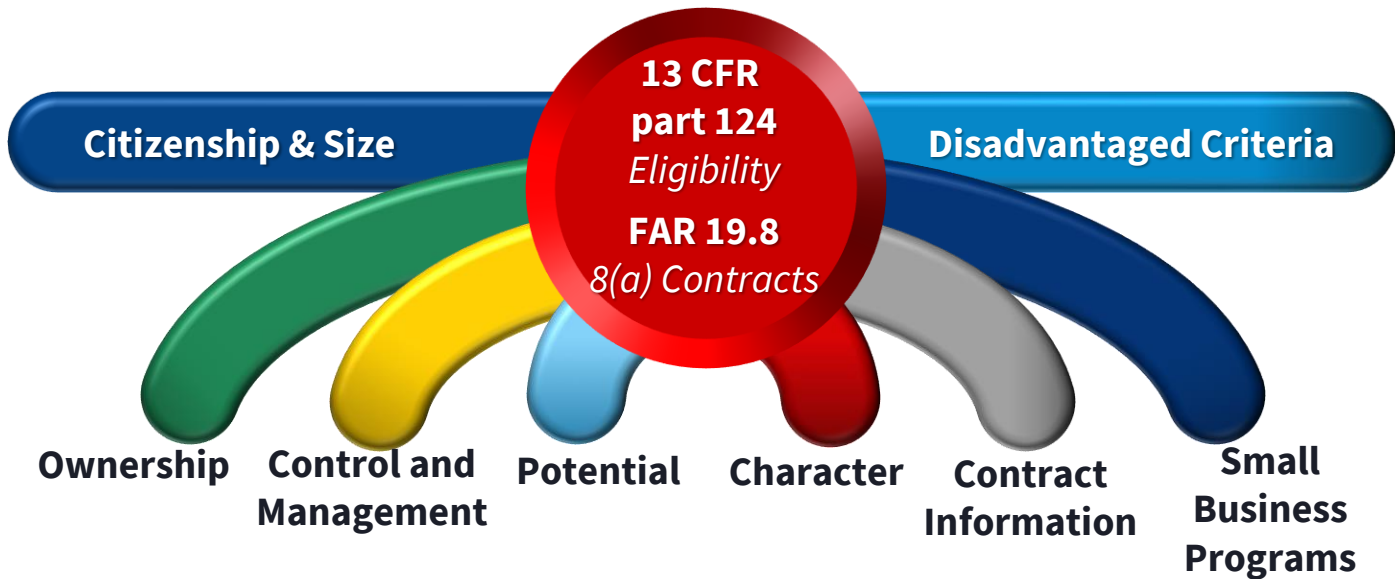 13 CFR
part 124
Eligibility
FAR 19.8
8(a) Contracts
Citizenship & Size
Disadvantaged Criteria
Ownership
Control and
Management
Potential
Character
Contract
Information
Small
Business
Programs